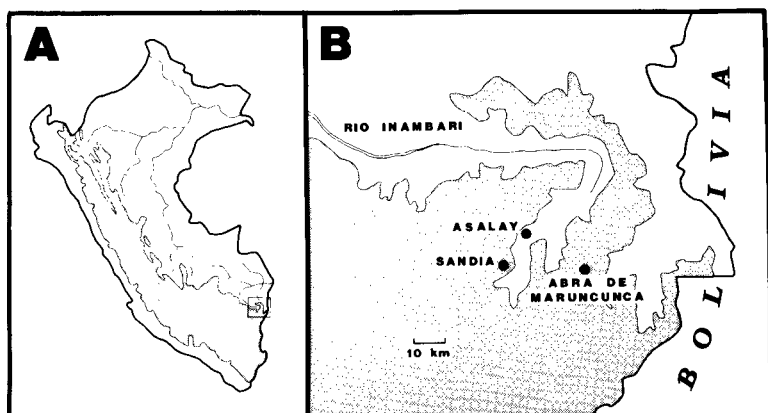 A
B
RIO INAMBARI
ASALAY
SANDIA
ABRA DE
MARUNCUNCA
10 km
BOLIVIA